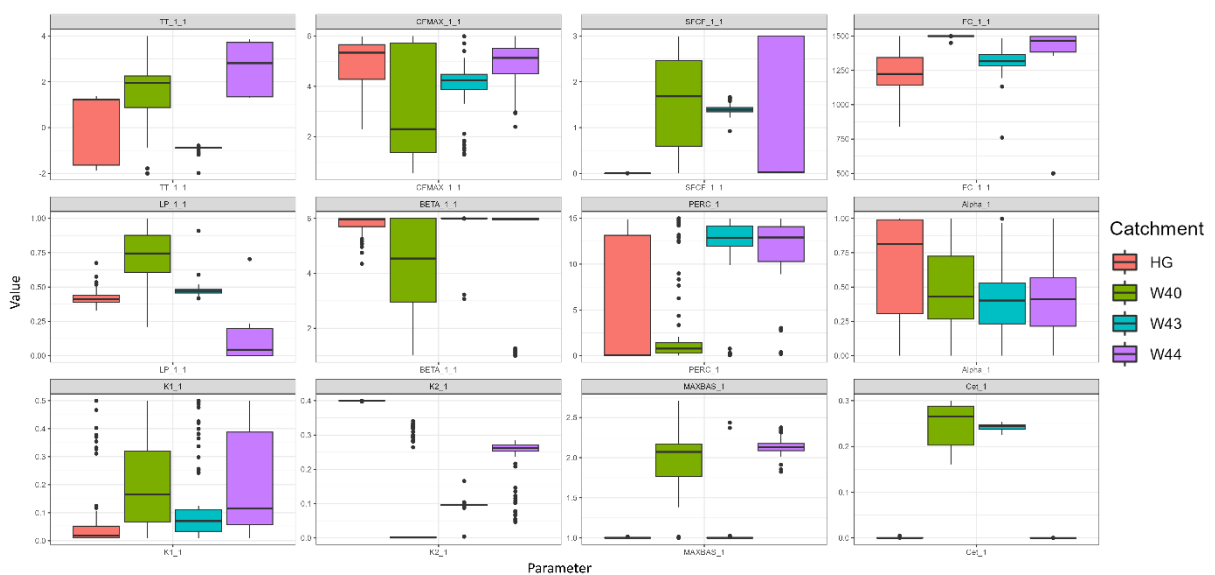 TT_1_1 CFMAX_1_1 SFCF_1_1 FC_1_1
4 2 0 -2
6 4 2
3 2 1 0
1500 1250 1000 750 500
TT_1_1 CFMAX_1_1 SFCF_1_1 FC_1_1
LP_1_1 BETA_1_1 PERC_1 Alpha_1
1.00 0.75 0.50 0.25 0.00
6 4 2
15 10 5 0
1.00 0.75 0.50 0.25 0.00
LP_1_1 BETA_1_1 PERC_1 Alpha_1
K1_1 K2_1 MAXBAS_1 Cet_1
0.5 0.4 0.3 0.2 0.1 0.0
0.4 0.3 0.2 0.1 0.0
2.5 2.0 1.5 1.0
0.3 0.2 0.1 0.0
K1_1 K2_1 MAXBAS_1 Cet_1
Value
Parameter
Catchment
HG
W40
W43
W44